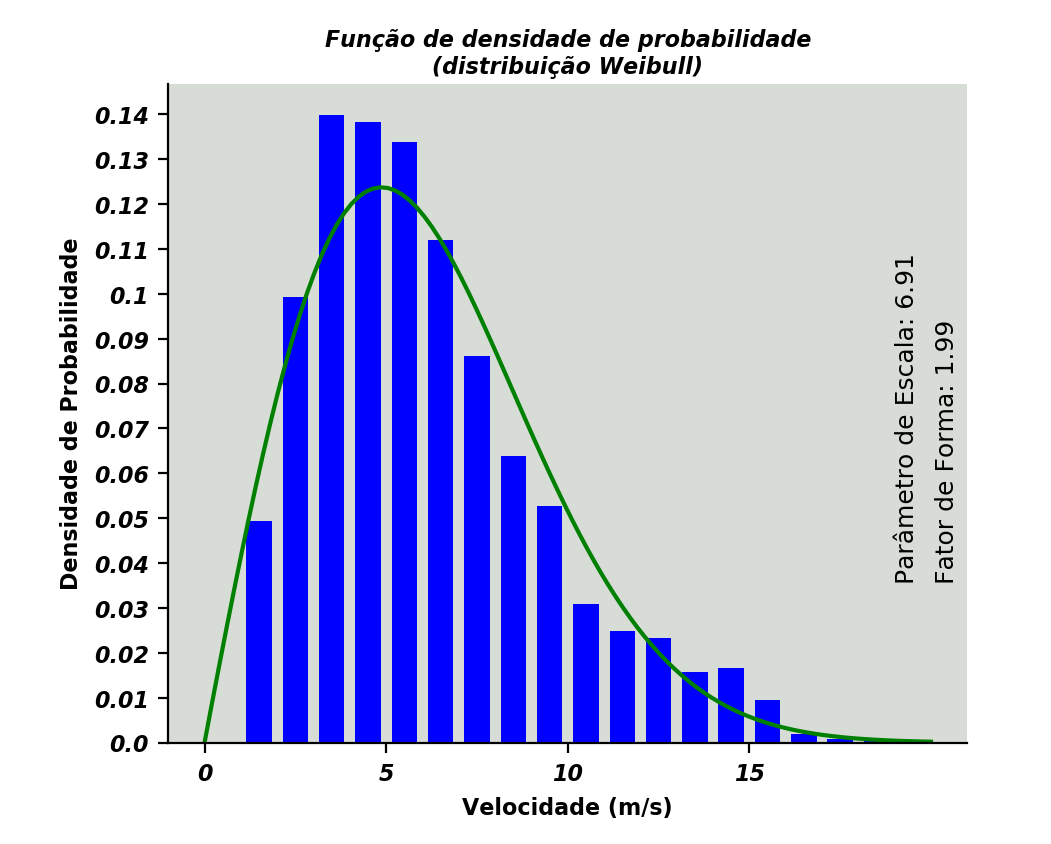 Função de densidade de probabilidade
(distribuição Weibull)
Densidade de Probabilidade
0.14
0.13
0.12
0.11
0.1
0.09
0.08
0.07
0.06
0.05
0.04
0.03
0.02
0.01
0.0
Parâmetro de Escala: 6.91
Fator de Forma: 1.99
0 5 10 15
Velocidade (m/s)